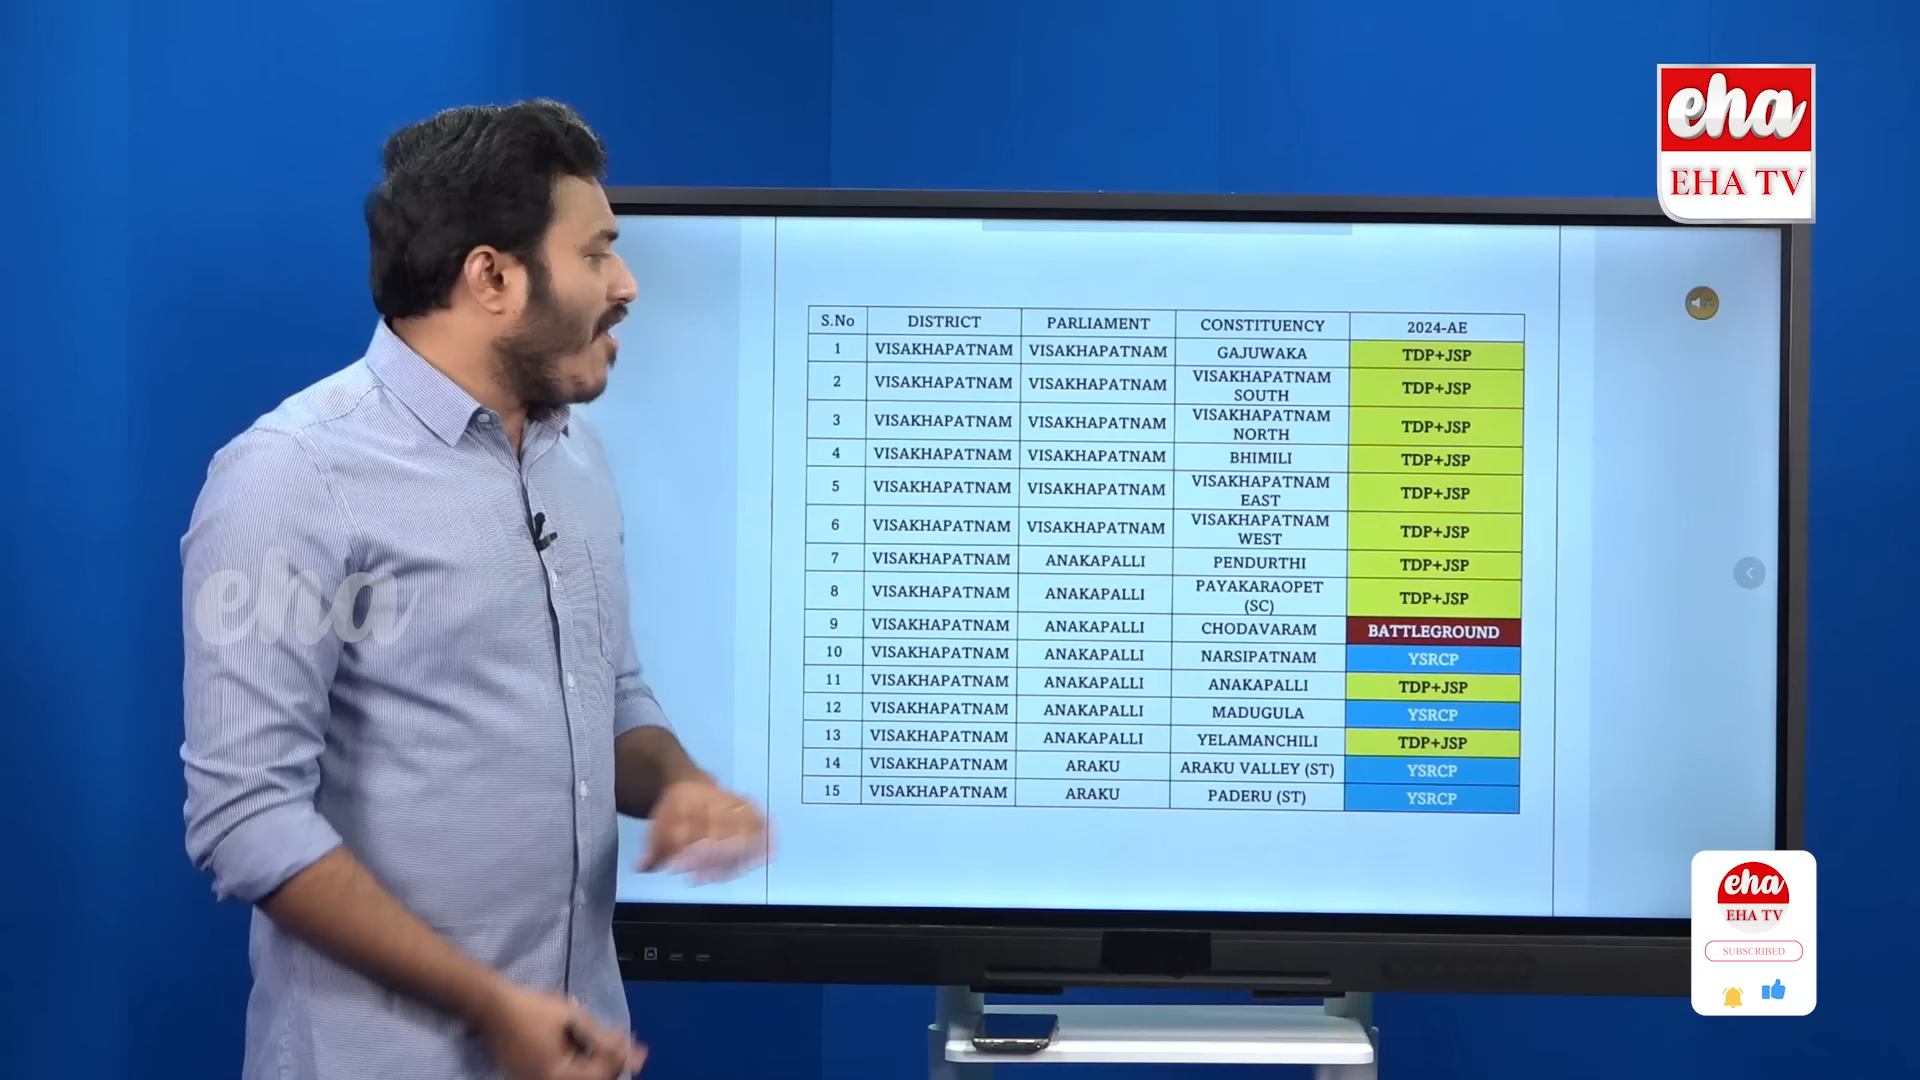 eha
EHA TV
S.No DISTRICT PARLIAMENT CONSTITUENCY 2024-AE
1 VISAKHAPATNAM VISAKHAPATNAM GAJUWAKA TDP+JSP
2 VISAKHAPATNAM VISAKHAPATNAM VISAKHAPATNAM SOUTH TDP+JSP
3 VISAKHAPATNAM VISAKHAPATNAM VISAKHAPATNAM NORTH TDP+JSP
4 VISAKHAPATNAM VISAKHAPATNAM BHIMILI TDP+JSP
5 VISAKHAPATNAM VISAKHAPATNAM VISAKHAPATNAM EAST TDP+JSP
6 VISAKHAPATNAM VISAKHAPATNAM VISAKHAPATNAM WEST TDP+JSP
7 VISAKHAPATNAM ANAKAPALLI PENDURTHI TDP+JSP
8 VISAKHAPATNAM ANAKAPALLI PAYAKARAOPET (SC) TDP+JSP
9 VISAKHAPATNAM ANAKAPALLI CHODAVARAM BATTLEGROUND
10 VISAKHAPATNAM ANAKAPALLI NARSIPATNAM YSRCP
11 VISAKHAPATNAM ANAKAPALLI ANAKAPALLI TDP+JSP
12 VISAKHAPATNAM ANAKAPALLI MADUGULA YSRCP
13 VISAKHAPATNAM ANAKAPALLI YELAMANCHILI TDP+JSP
14 VISAKHAPATNAM ARAKU ARAKU VALLEY (ST) YSRCP
15 VISAKHAPATNAM ARAKU PADERU (ST) YSRCP
eha
eha
EHA TV
SUBSCRIBED